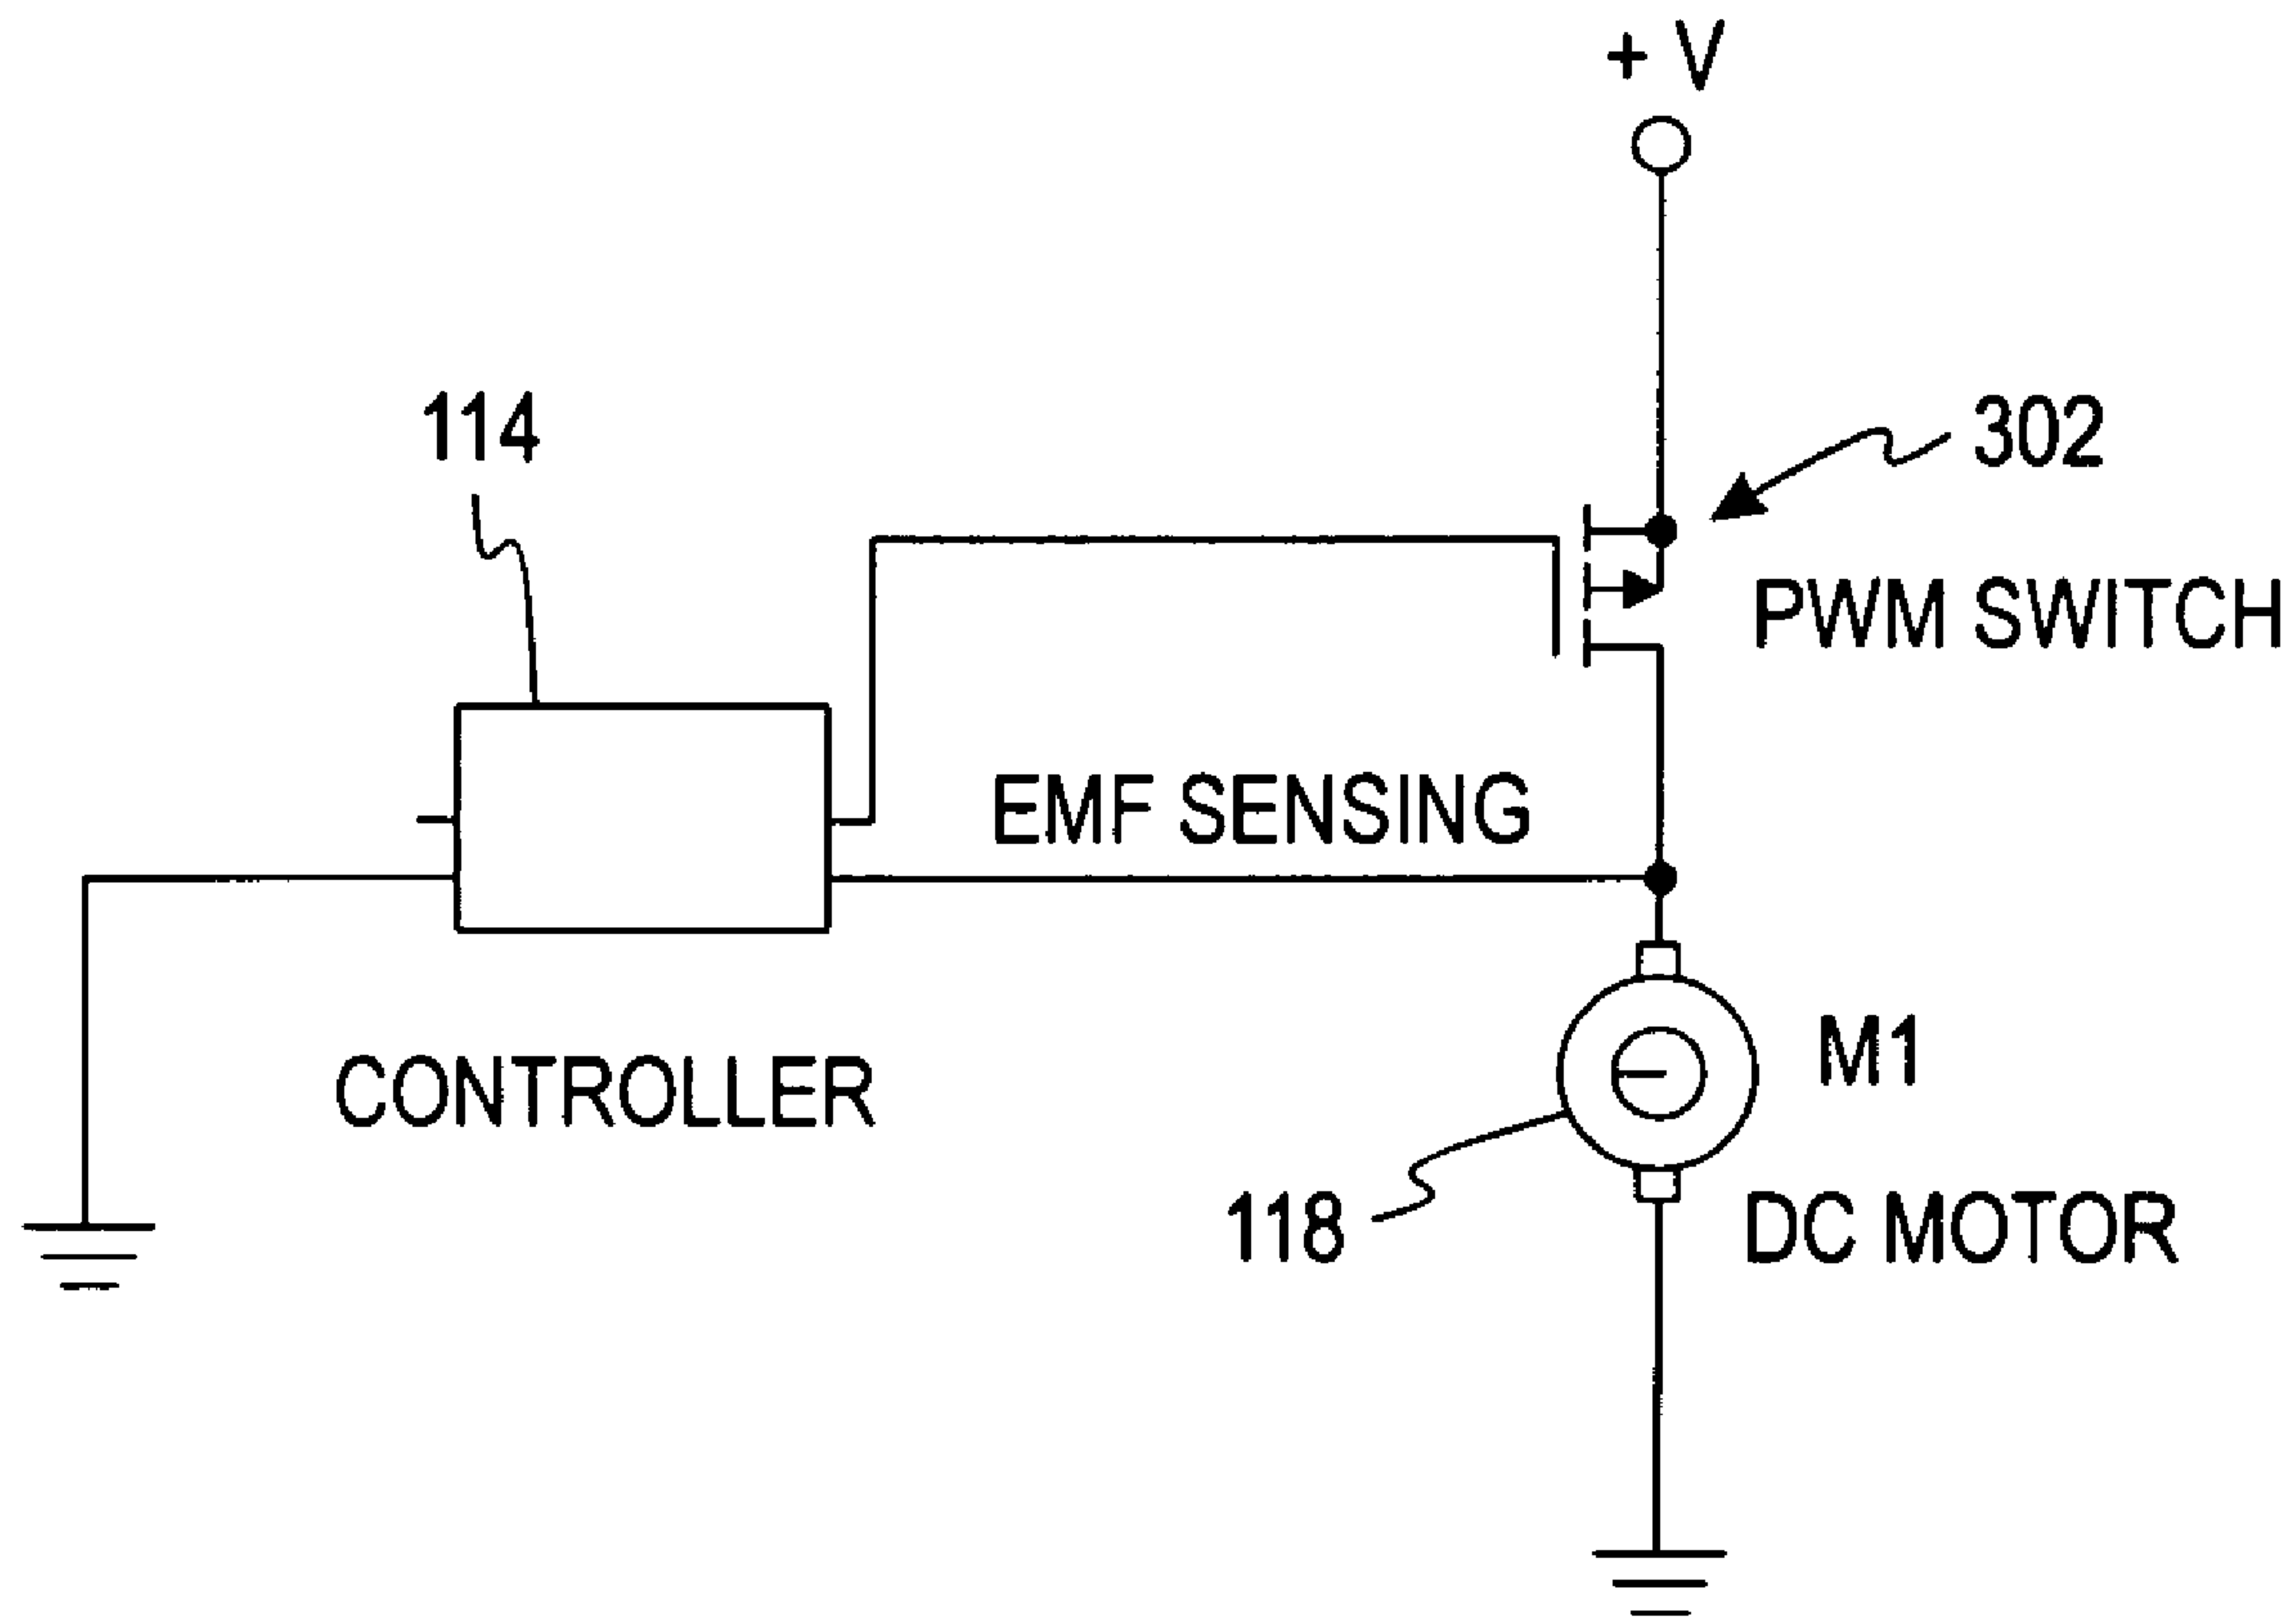 + V
114
302
PWM SWITCH
EMF SENSING
CONTROLLER
M1
118
DC MOTOR